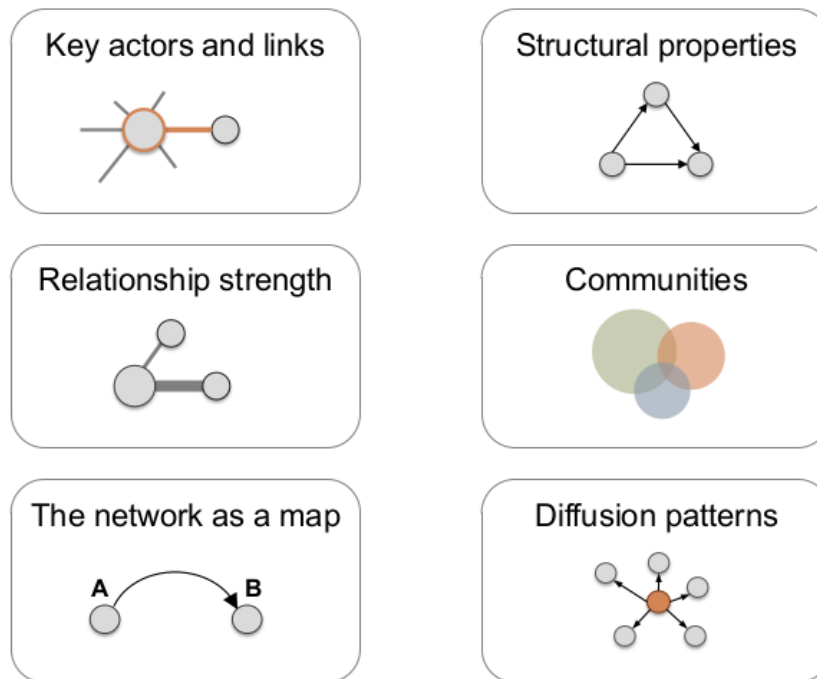 Key actors and links
Structural properties
Relationship strength
Communities
The network as a map
A
B
Diffusion patterns